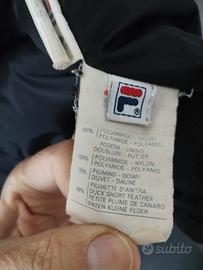 100% POLIAMMIDE - NYLON
POLYAMIDE - POLYAMID
FODERA - LINING
DOUBLURE - FUTTER
100% POLIAMMIDE - NYLON
POLYAMIDE - POLYAMID
70% PIUMINO - DOWN
DUVET - DAUNE
30% PIUMETTE D'ANITRA
DUCK SHORT FEATHER
PETITE PLUME DE CANARD
ENTEN KLEINE FEDER
subito